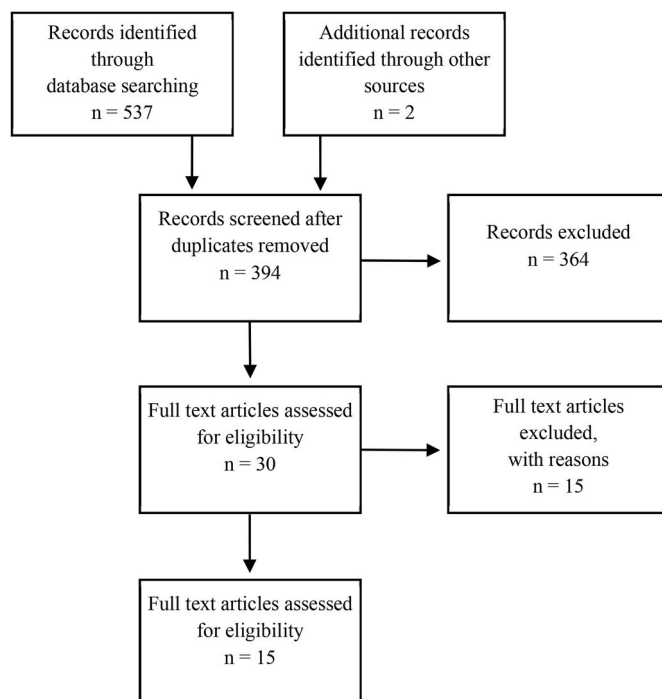 Records identified
through
database searching
n = 537
Additional records
identified through other
sources
n = 2
Records screened after
duplicates removed
n = 394
Records excluded
n = 364
Full text articles assessed
for eligibility
n = 30
Full text articles
excluded,
with reasons
n = 15
Full text articles assessed
for eligibility
n = 15